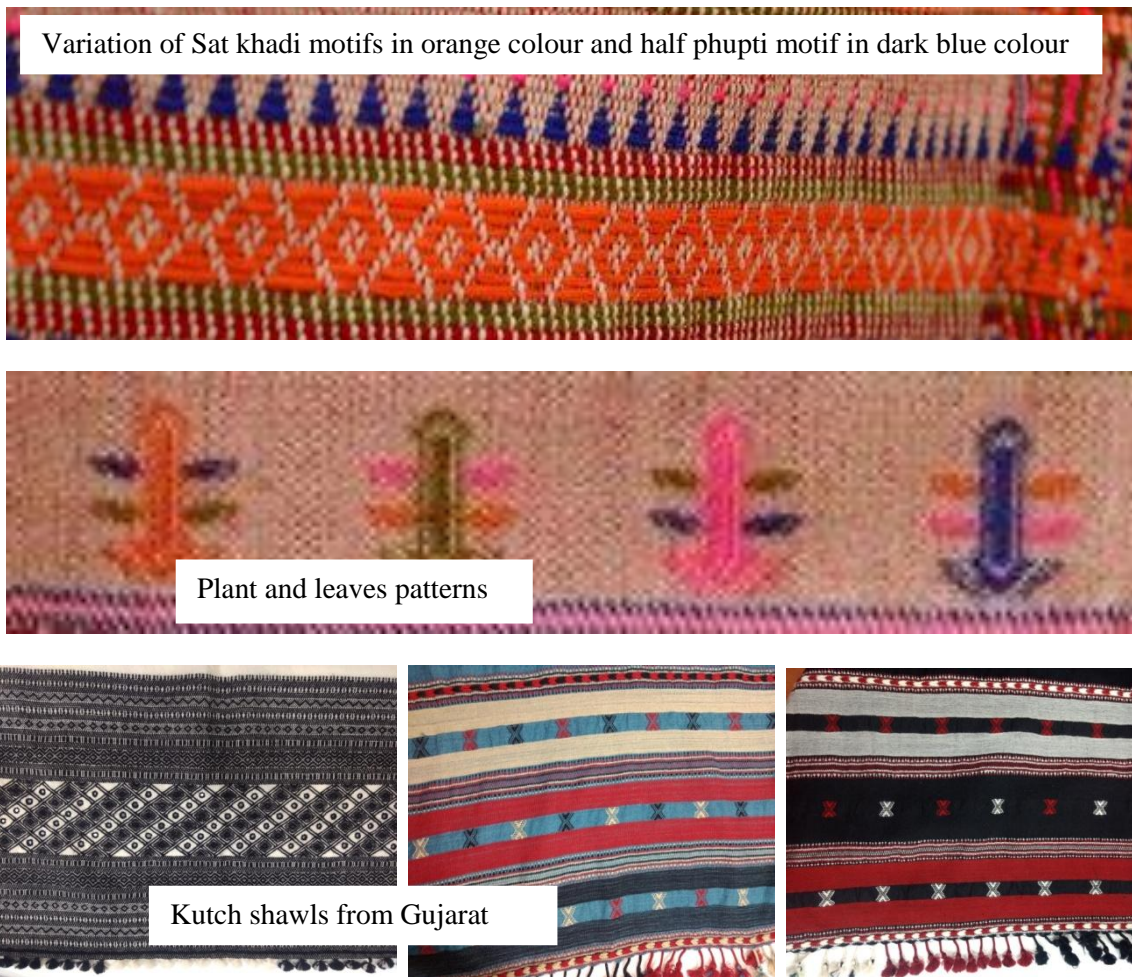 Variation of Sat khadi motifs in orange colour and half phupti motif in dark blue colour
Plant and leaves patterns
Kutch shawls from Gujarat